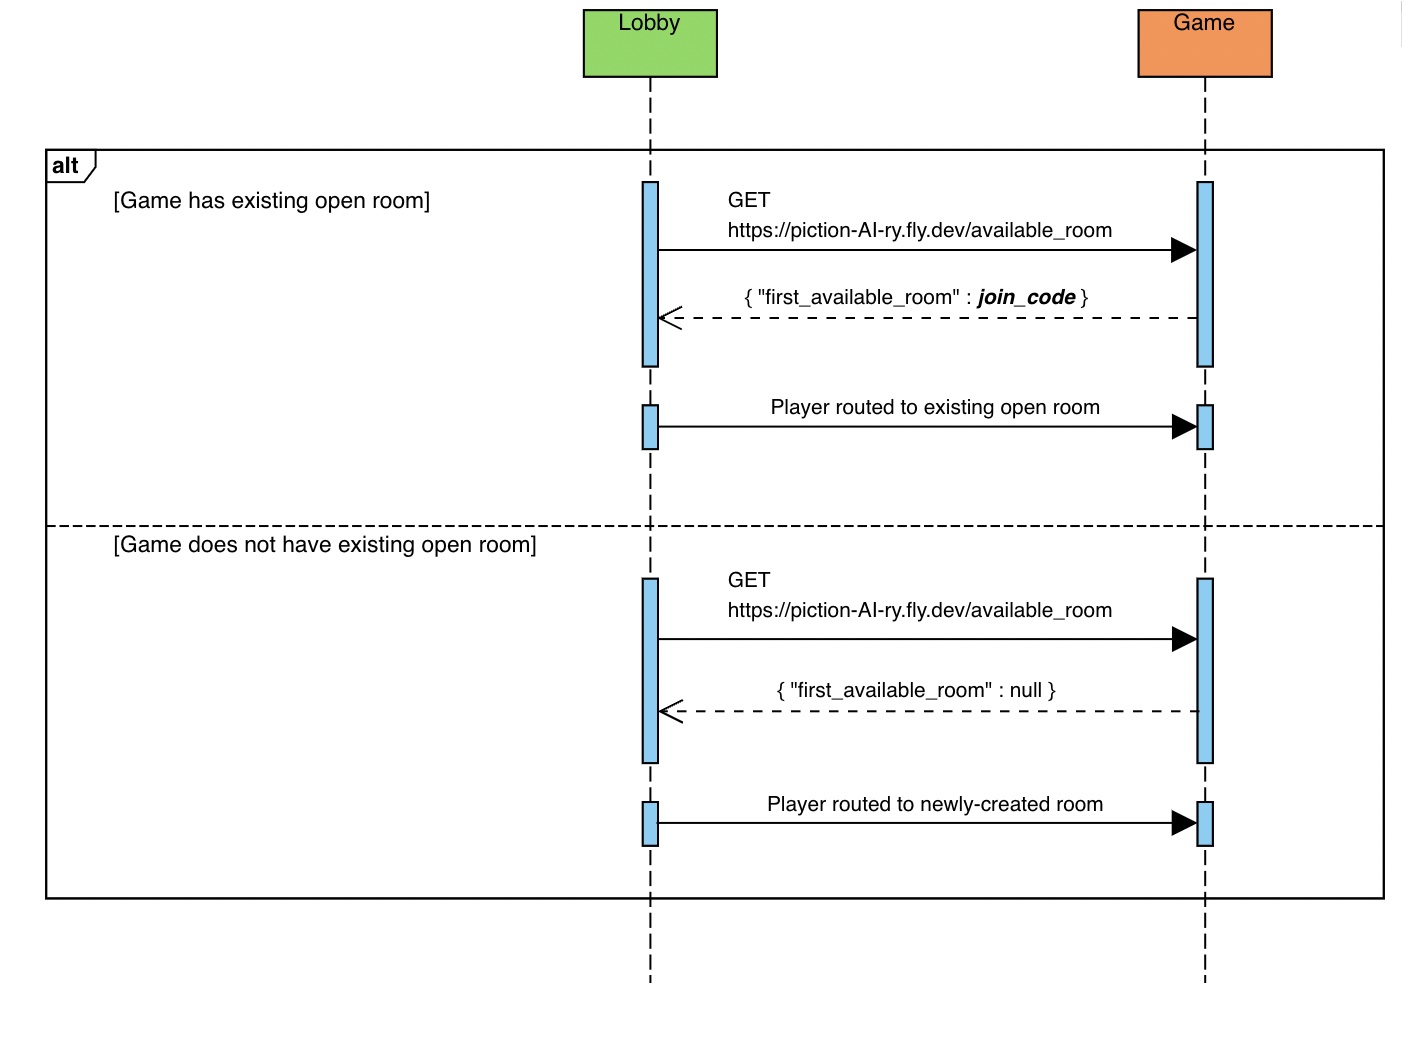 Lobby
Game
alt
[Game has existing open room]
GET
https://piction-AI-ry.fly.dev/available_room
{ "first_available_room" : join_code }
Player routed to existing open room
[Game does not have existing open room]
GET
https://piction-AI-ry.fly.dev/available_room
{ "first_available_room" : null }
Player routed to newly-created room